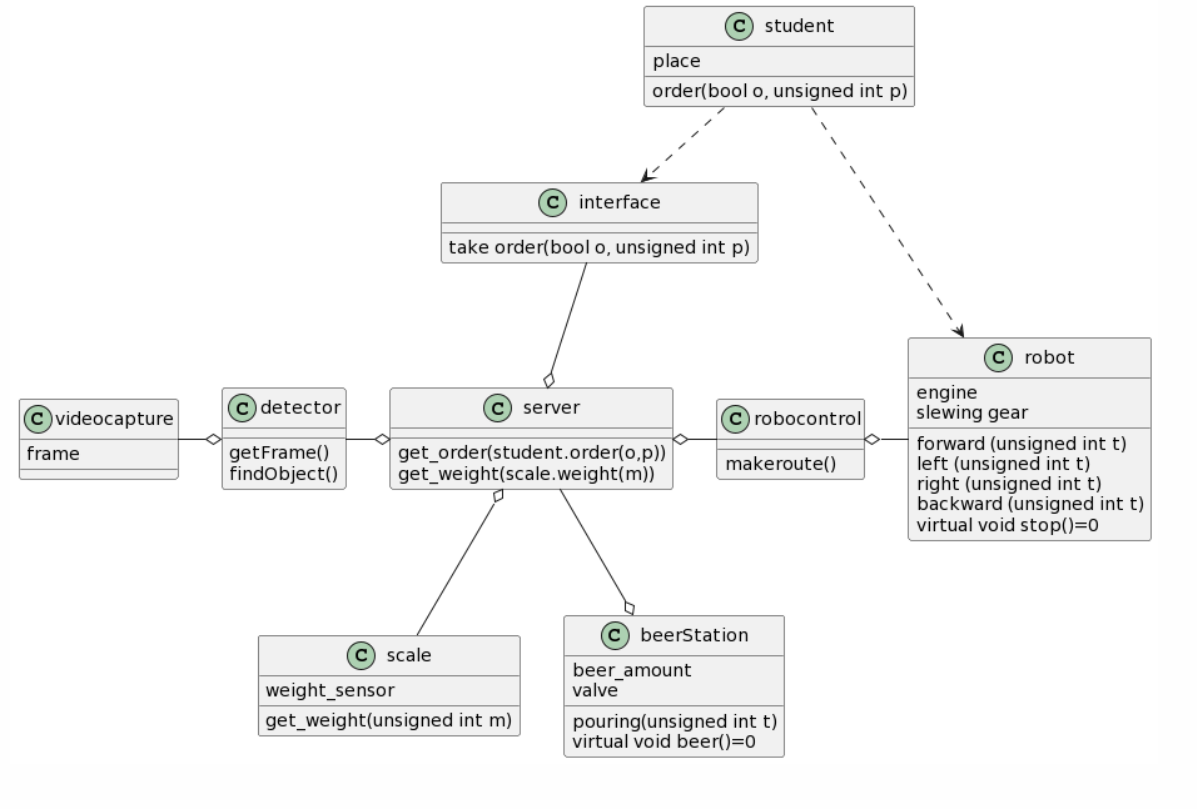 C student
place
order(bool o, unsigned int p)
C interface
take order(bool o, unsigned int p)
C robot
engine
slewing gear
forward (unsigned int t)
left (unsigned int t)
right (unsigned int t)
backward (unsigned int t)
virtual void stop()=0
C videocapture
frame
C detector
getFrame()
findObject()
C server
get_order(student.order(o,p))
get_weight(scale.weight(m))
C robocontrol
makeroute()
C scale
weight_sensor
get_weight(unsigned int m)
C beerStation
beer_amount
valve
pouring(unsigned int t)
virtual void beer()=0